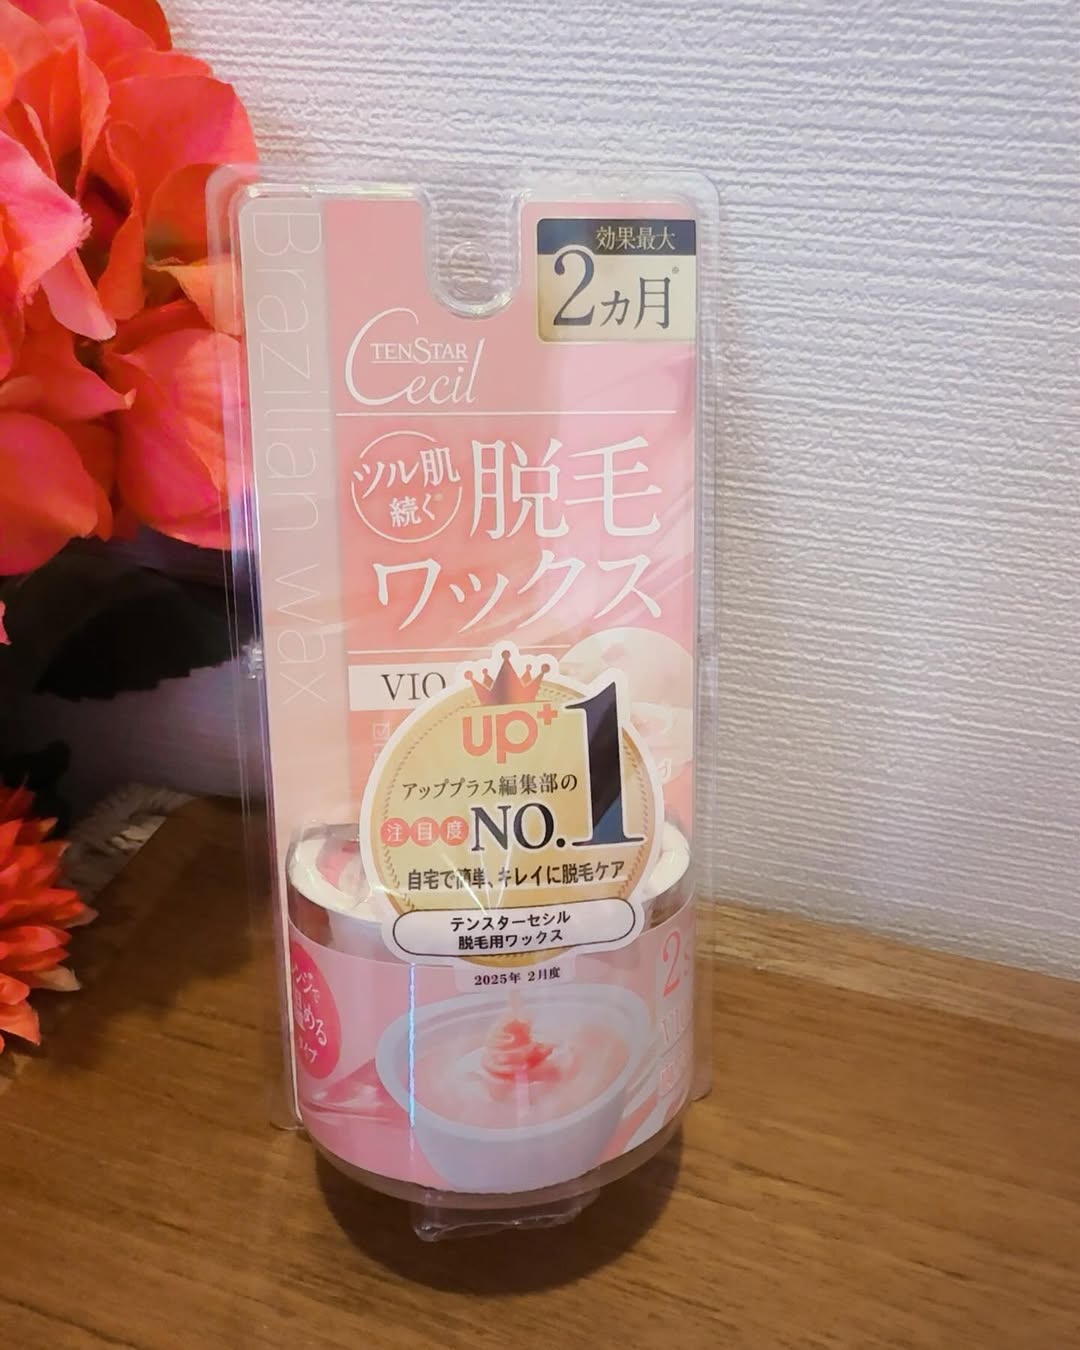 Brazilian wax
効果最大
2ヵ月※
TENSTAR
Cecil
ツル肌
続く※
脱毛
ワックス
VIO
up+
アッププラス編集部の
注目度 NO.1
自宅で簡単、キレイに脱毛ケア
テンスターセシル
脱毛用ワックス
2025年 2月度